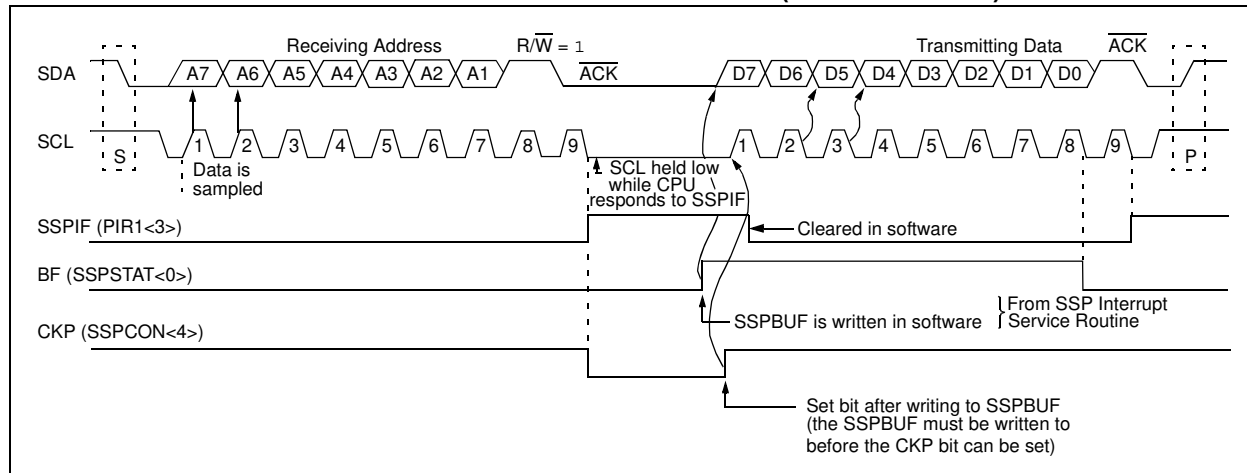 Receiving Address R/W = 1 Transmitting Data ACK
SDA A7 A6 A5 A4 A3 A2 A1 ACK D7 D6 D5 D4 D3 D2 D1 D0
SCL S 1 2 3 4 5 6 7 8 9 1 2 3 4 5 6 7 8 9 P
Data is
sampled
SCL held low
while CPU
responds to SSPIF
SSPIF (PIR1<3>)
Cleared in software
BF (SSPSTAT<0>)
SSPBUF is written in software
From SSP Interrupt
Service Routine
CKP (SSPCON<4>)
Set bit after writing to SSPBUF
(the SSPBUF must be written to
before the CKP bit can be set)